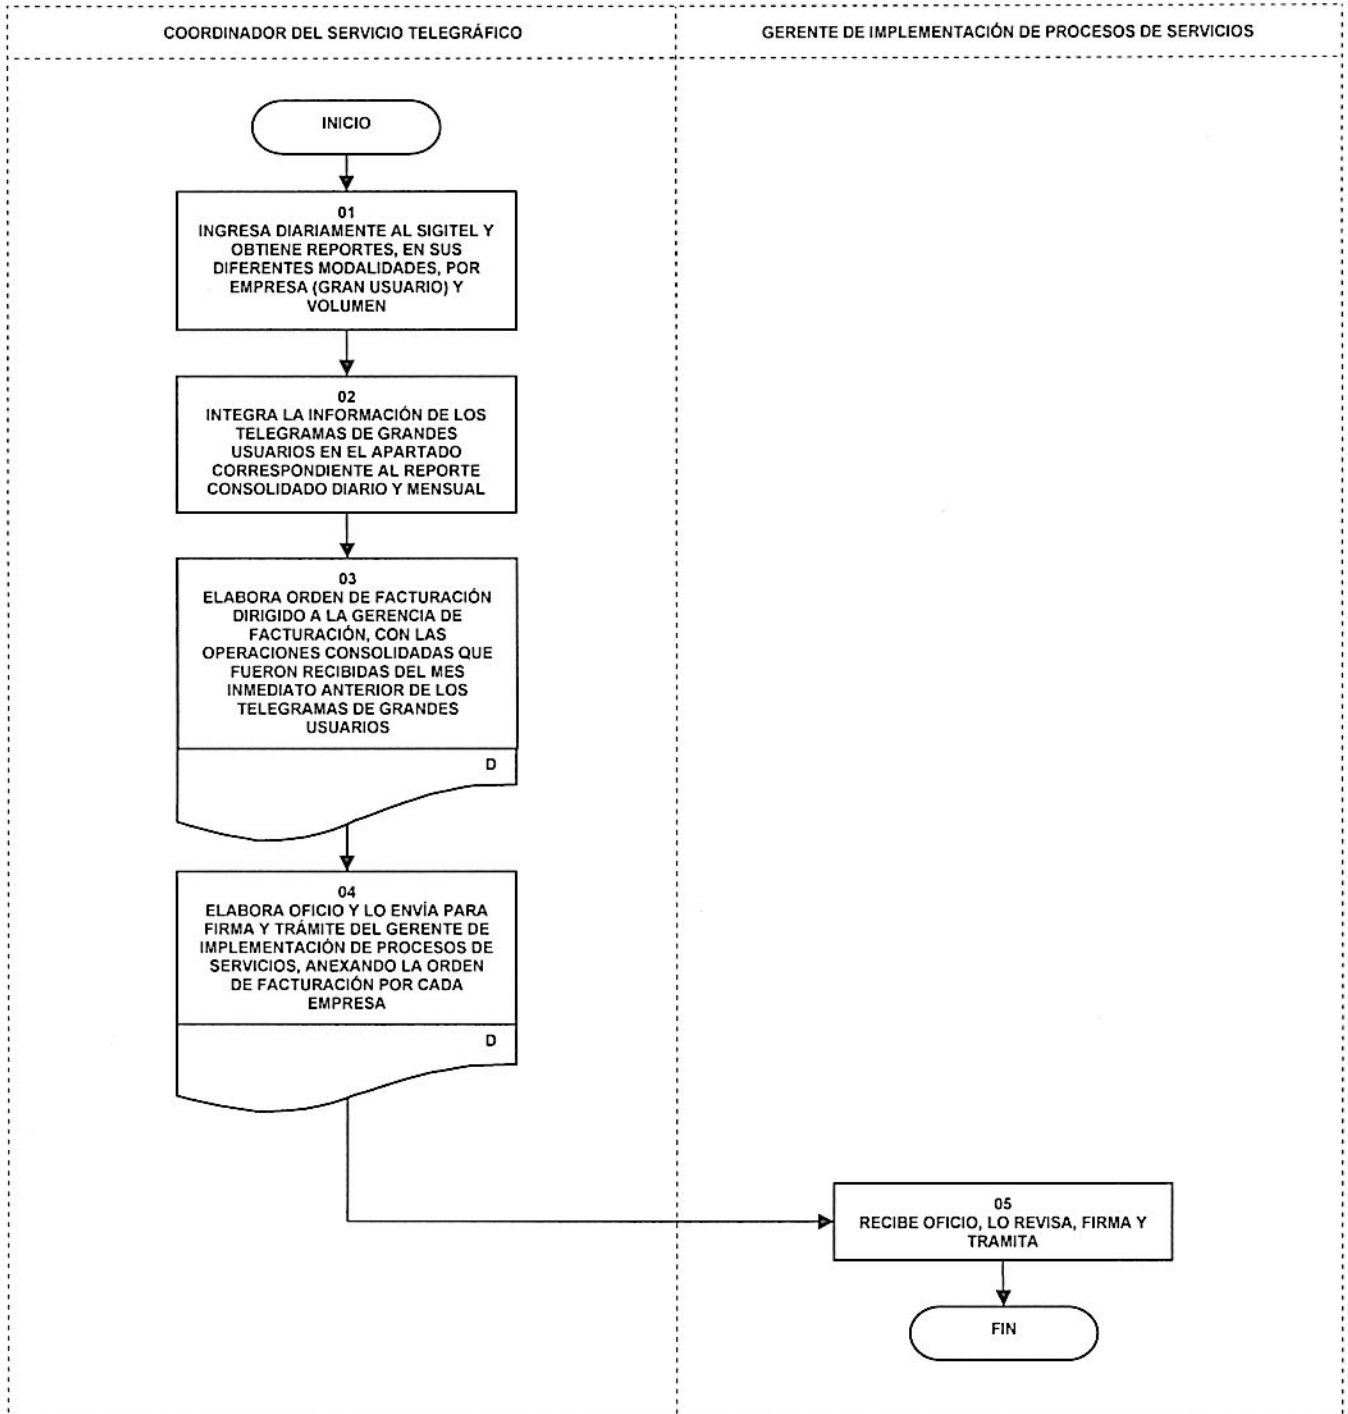 COORDINADOR DEL SERVICIO TELEGRÁFICO
GERENTE DE IMPLEMENTACIÓN DE PROCESOS DE SERVICIOS
INICIO
01
INGRESA DIARIAMENTE AL SIGITEL Y
OBTIENE REPORTES, EN SUS
DIFERENTES MODALIDADES, POR
EMPRESA (GRAN USUARIO) Y
VOLUMEN
02
INTEGRA LA INFORMACIÓN DE LOS
TELEGRAMAS DE GRANDES
USUARIOS EN EL APARTADO
CORRESPONDIENTE AL REPORTE
CONSOLIDADO DIARIO Y MENSUAL
03
ELABORA ORDEN DE FACTURACIÓN
DIRIGIDO A LA GERENCIA DE
FACTURACIÓN, CON LAS
OPERACIONES CONSOLIDADAS QUE
FUERON RECIBIDAS DEL MES
INMEDIATO ANTERIOR DE LOS
TELEGRAMAS DE GRANDES
USUARIOS
D
04
ELABORA OFICIO Y LO ENVÍA PARA
FIRMA Y TRÁMITE DEL GERENTE DE
IMPLEMENTACIÓN DE PROCESOS DE
SERVICIOS, ANEXANDO LA ORDEN
DE FACTURACIÓN POR CADA
EMPRESA
D
05
RECIBE OFICIO, LO REVISA, FIRMA Y
TRAMITA
FIN